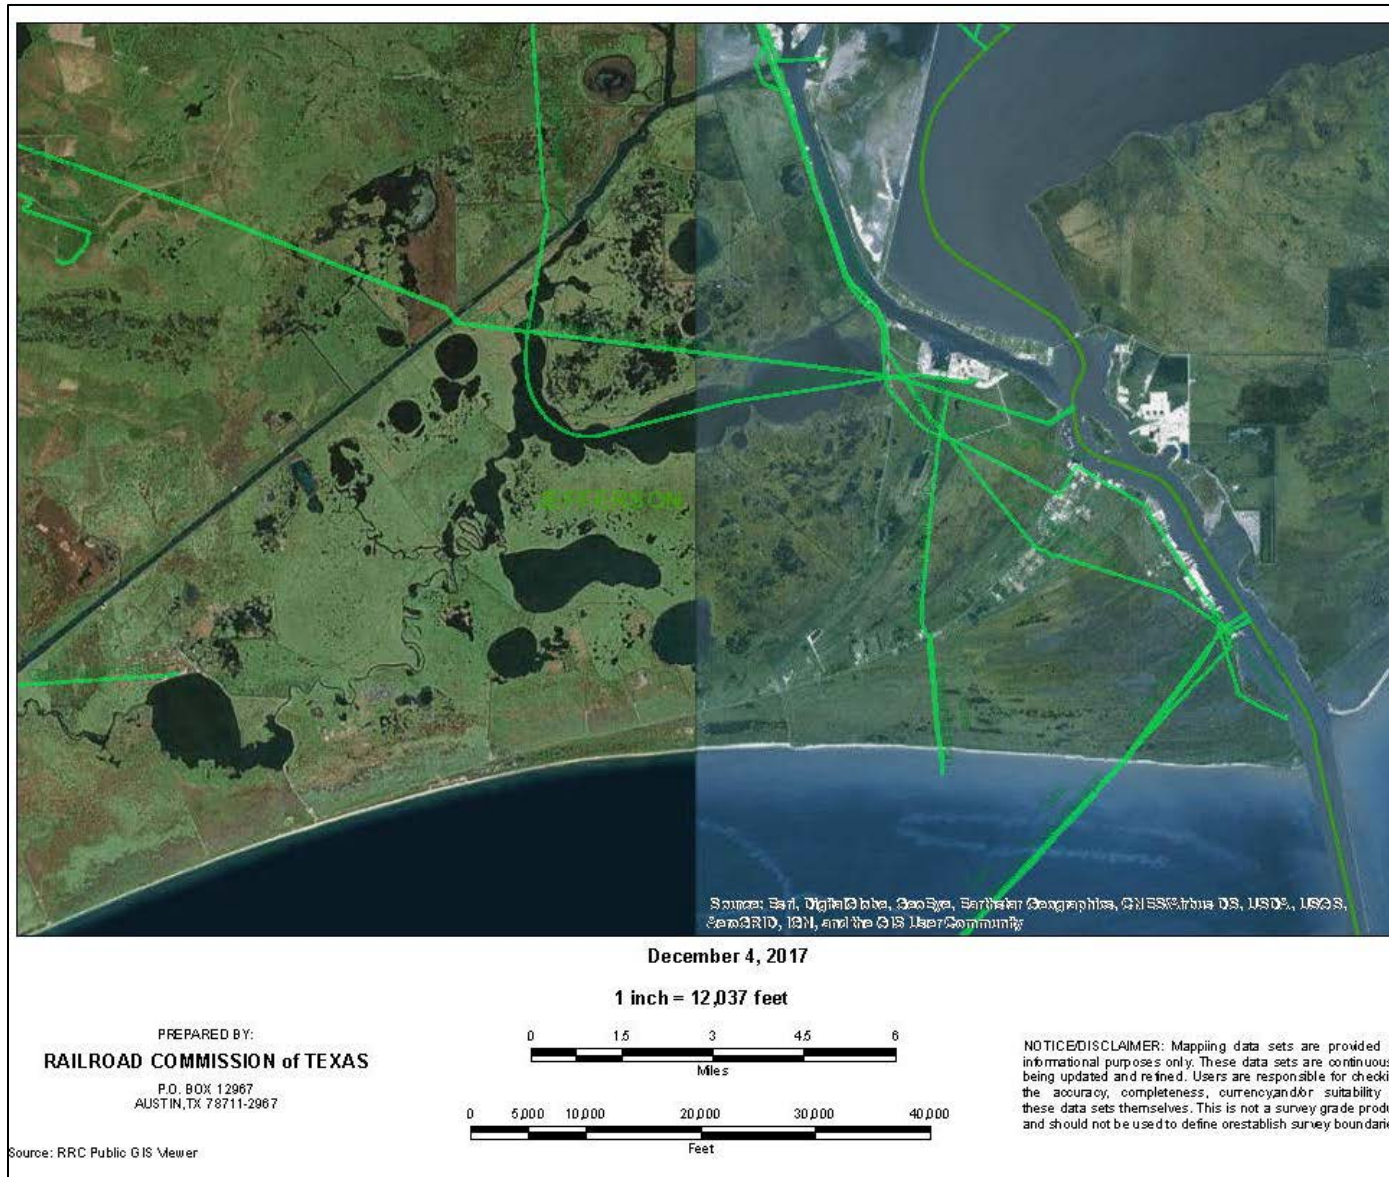 JEFFERSON
Source: Esri, DigitalGlobe, GeoEye, Earthstar Geographics, CNES/Airbus DS, USDA, USGS,
AeroGRID, IGN, and the GIS User Community
December 4, 2017
1 inch = 12,037 feet
PREPARED BY:
RAILROAD COMMISSION of TEXAS
P.O. BOX 12967
AUSTIN, TX 78711-2967
Source: RRC Public GIS Viewer
0 1.5 3 4.5 6
Miles
0 5,000 10,000 20,000 30,000 40,000
Feet
NOTICE/DISCLAIMER: Mappiing data sets are provided
informational purposes only. These data sets are continuous
being updated and refined. Users are responsible for checki
the accuracy, completeness, currency,and/or suitability
these data sets themselves. This is not a survey grade produ
and should not be used to define orestablish survey boundarie